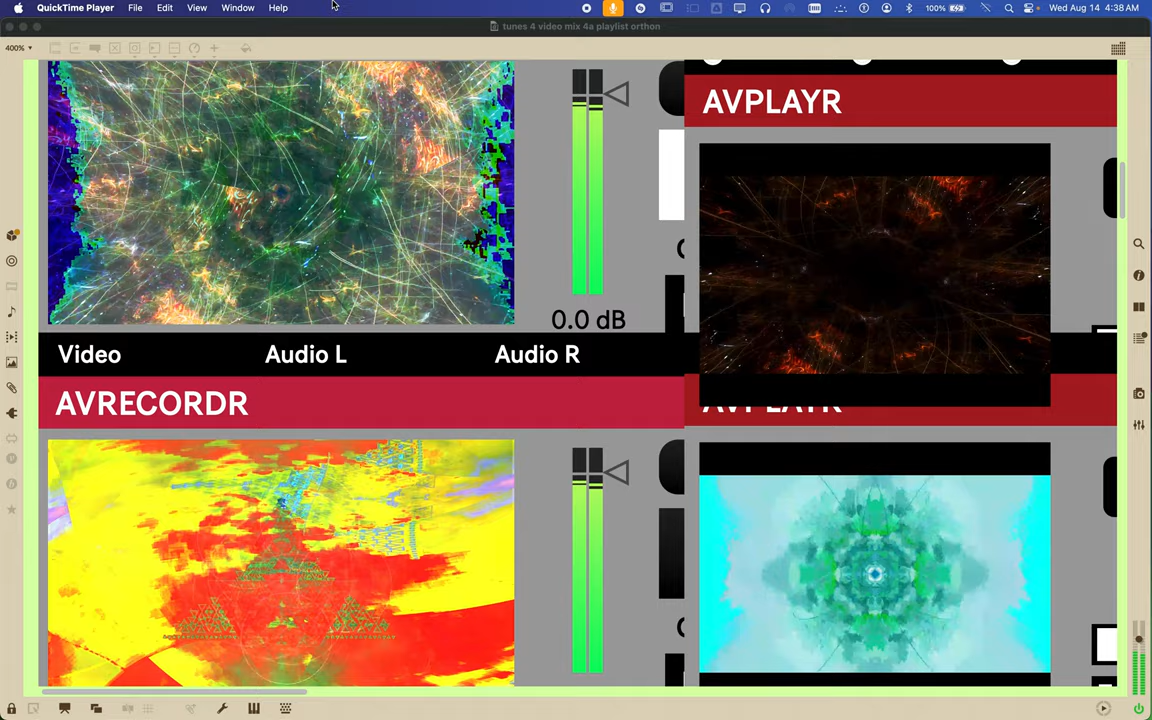 QuickTime Player File Edit View Window Help 100% Wed Aug 14 4:38 AM
tunes 4 video mix 4a playlist orthon
400%
AVPLAYR
0.0 dB
Video Audio L Audio R
AVRECORDR
AVPLAYR